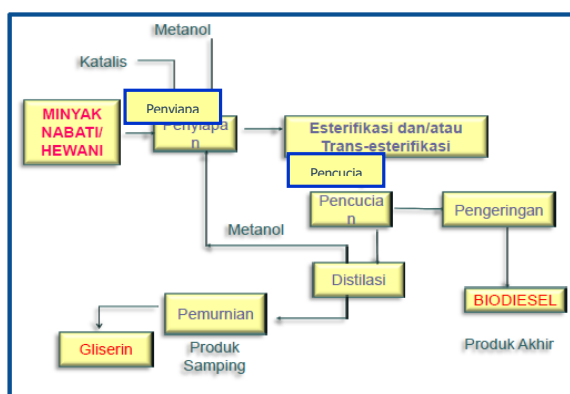 Metanol
Katalis
Penyiapa
MINYAK
NABATI/
HEWANI
Penyiapa
n
Esterifikasi dan/atau
Trans-esterifikasi
Pencucia
Pencucia
n
Pengeringan
Metanol
Distilasi
BIODIESEL
Pemurnian
Gliserin
Produk
Samping
Produk Akhir